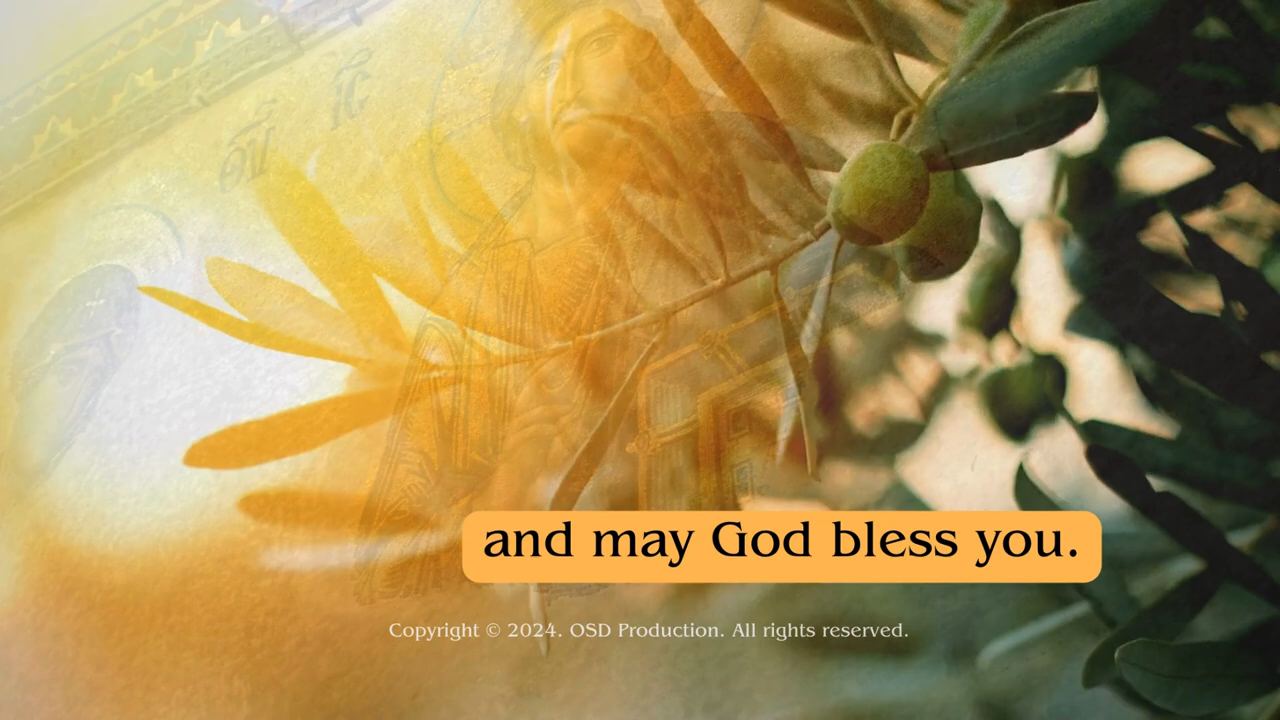 and may God bless you.
Copyright © 2024. OSD Production. All rights reserved.